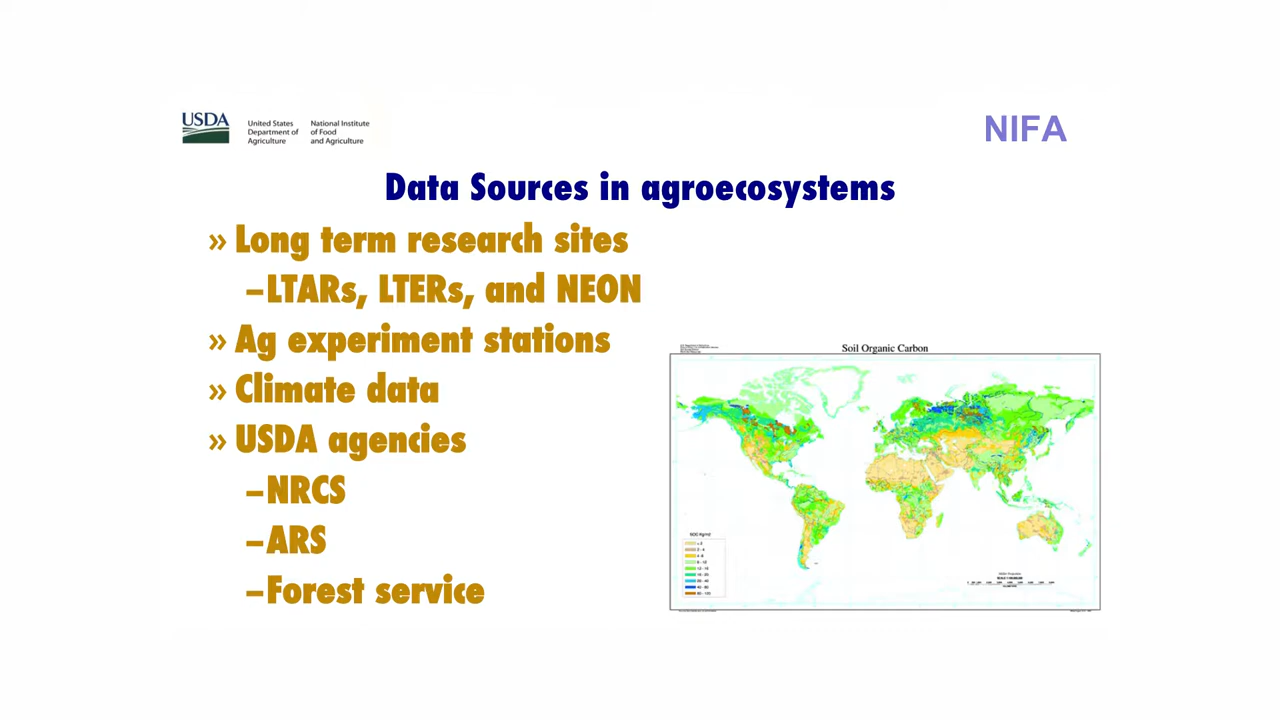 USDA
United States
Department of
Agriculture
National Institute
of Food
and Agriculture
NIFA
Data Sources in agroecosystems
» Long term research sites
–LTARs, LTERs, and NEON
» Ag experiment stations
» Climate data
» USDA agencies
–NRCS
–ARS
–Forest service
Soil Organic Carbon